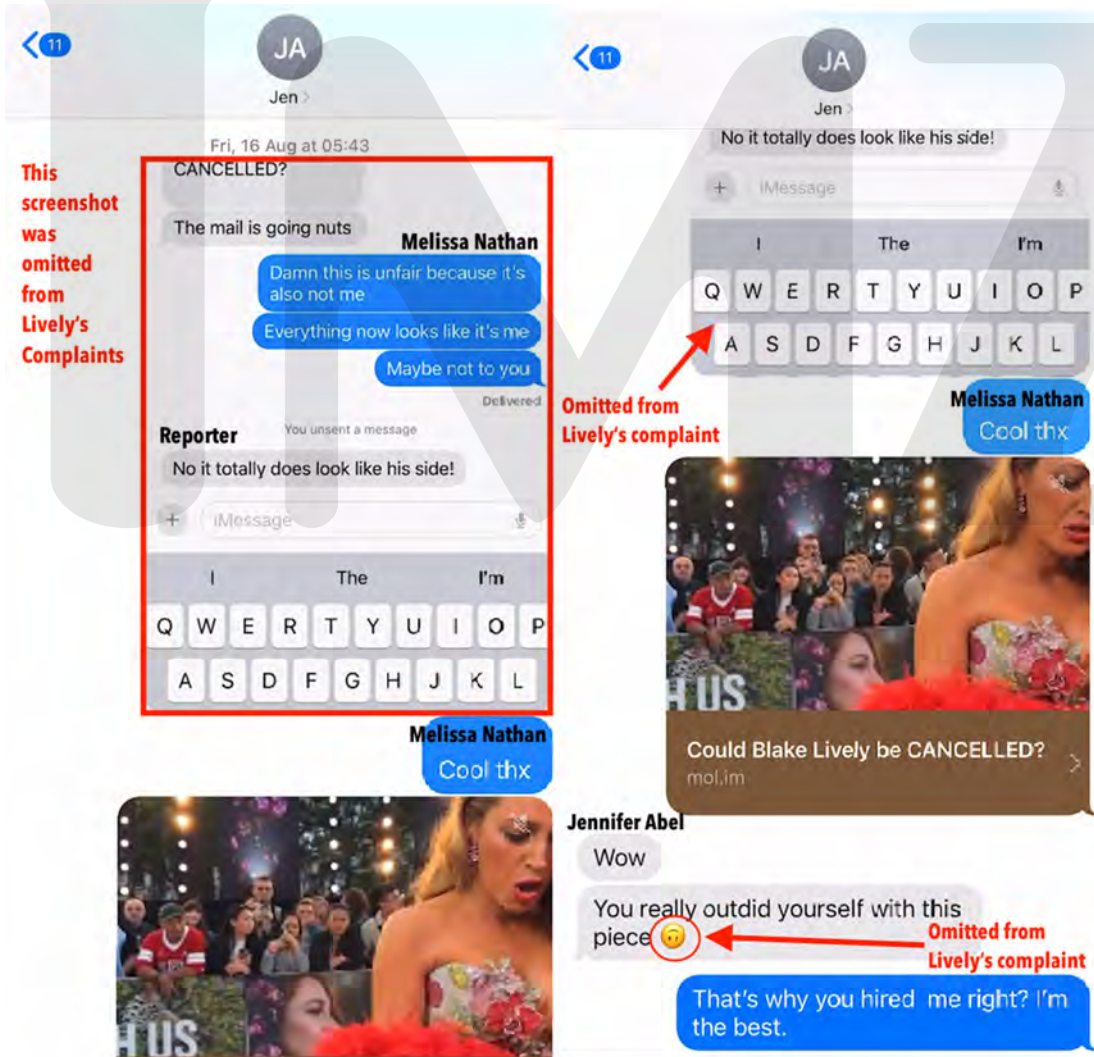 11
JA
Jen >
Fri, 16 Aug at 05:43
This
screenshot
was
omitted
from
Lively's
Complaints
CANCELLED?
The mail is going nuts
Melissa Nathan
Damn this is unfair because it's
also not me
Everything now looks like it's me
Maybe not to you
Delivered
You unsent a message
Reporter
No it totally does look like his side!
+ iMessage
I The I'm
Q W E R T Y U I O P
A S D F G H J K L
Melissa Nathan
Cool thx
H US
11
JA
Jen >
No it totally does look like his side!
+ iMessage
I The I'm
Q W E R T Y U I O P
A S D F G H J K L
Omitted from
Lively's complaint
Melissa Nathan
Cool thx
H US
Could Blake Lively be CANCELLED?
mol.im
Jennifer Abel
Wow
You really outdid yourself with this
piece 🙃
Omitted from
Lively's complaint
That's why you hired me right? I'm
the best.